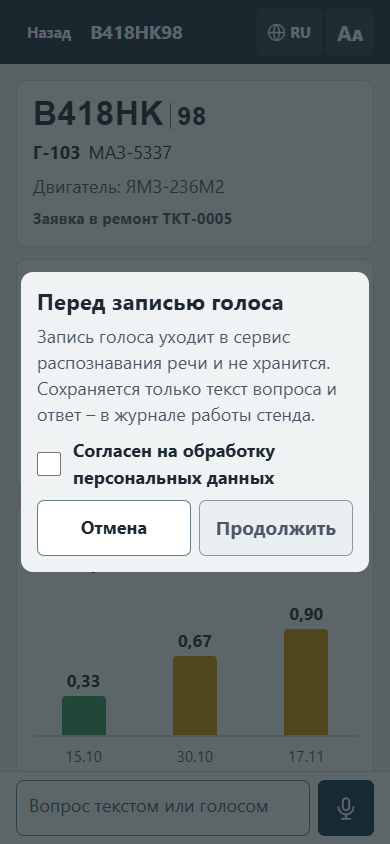 Назад В418НК98 RU Aa
В418НК 98
Г-103 МАЗ-5337
Двигатель: ЯМЗ-236М2
Заявка в ремонт ТКТ-0005
Перед записью голоса
Запись голоса уходит в сервис
распознавания речи и не хранится.
Сохраняется только текст вопроса и
ответ – в журнале работы стенда.
Согласен на обработку
персональных данных
Отмена Продолжить
0,33 0,67 0,90
15.10 30.10 17.11
Вопрос текстом или голосом